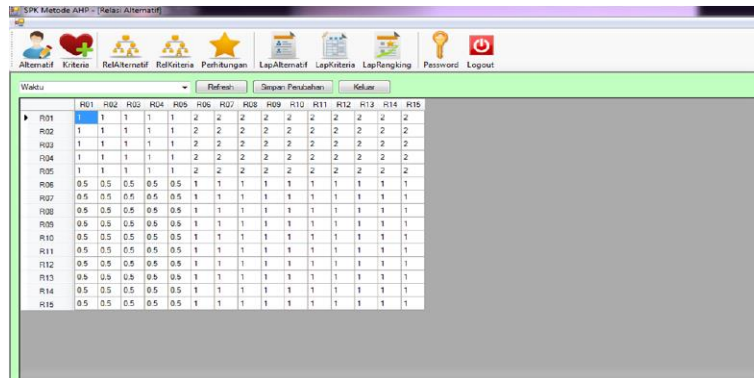 SPK Metode AHP - [Relasi Alternatif]
Alternatif Kriteria RelAlternatif RelKriteria Perhitungan LapAlternatif LapKriteria LapRangking Password Logout
Waktu Refresh Simpan Perubahan Keluar
R01 R02 R03 R04 R05 R06 R07 R08 R09 R10 R11 R12 R13 R14 R15
R01 1 1 1 1 1 2 2 2 2 2 2 2 2 2 2
R02 1 1 1 1 1 2 2 2 2 2 2 2 2 2 2
R03 1 1 1 1 1 2 2 2 2 2 2 2 2 2 2
R04 1 1 1 1 1 2 2 2 2 2 2 2 2 2 2
R05 1 1 1 1 1 2 2 2 2 2 2 2 2 2 2
R06 0.5 0.5 0.5 0.5 0.5 1 1 1 1 1 1 1 1 1 1
R07 0.5 0.5 0.5 0.5 0.5 1 1 1 1 1 1 1 1 1 1
R08 0.5 0.5 0.5 0.5 0.5 1 1 1 1 1 1 1 1 1 1
R09 0.5 0.5 0.5 0.5 0.5 1 1 1 1 1 1 1 1 1 1
R10 0.5 0.5 0.5 0.5 0.5 1 1 1 1 1 1 1 1 1 1
R11 0.5 0.5 0.5 0.5 0.5 1 1 1 1 1 1 1 1 1 1
R12 0.5 0.5 0.5 0.5 0.5 1 1 1 1 1 1 1 1 1 1
R13 0.5 0.5 0.5 0.5 0.5 1 1 1 1 1 1 1 1 1 1
R14 0.5 0.5 0.5 0.5 0.5 1 1 1 1 1 1 1 1 1 1
R15 0.5 0.5 0.5 0.5 0.5 1 1 1 1 1 1 1 1 1 1